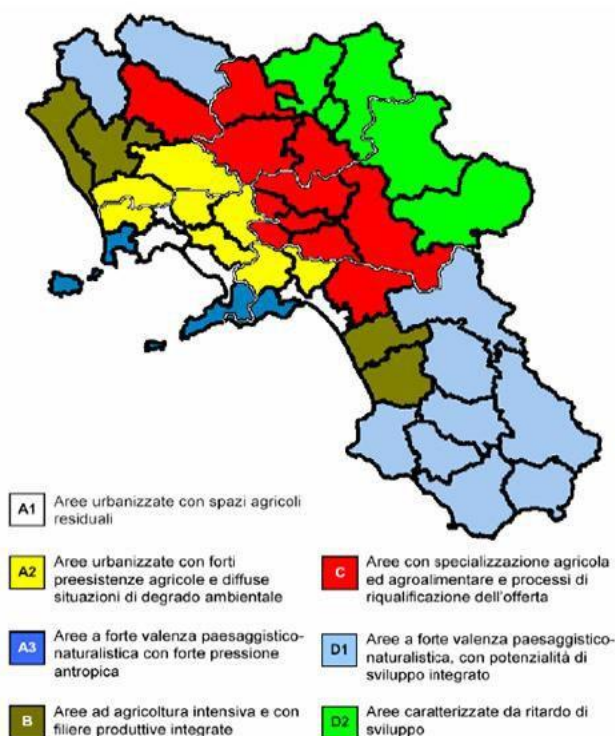 A1
Aree urbanizzate con spazi agricoli
residuali
A2
Aree urbanizzate con forti
preesistenze agricole e diffuse
situazioni di degrado ambientale
A3
Aree a forte valenza paesaggistico-
naturalistica con forte pressione
antropica
B
Aree ad agricoltura intensiva e con
filiere produttive integrate
C
Aree con specializzazione agricola
ed agroalimentare e processi di
riqualificazione dell'offerta
D1
Aree a forte valenza paesaggistico-
naturalistica, con potenzialità di
sviluppo integrato
D2
Aree caratterizzate da ritardo di
sviluppo